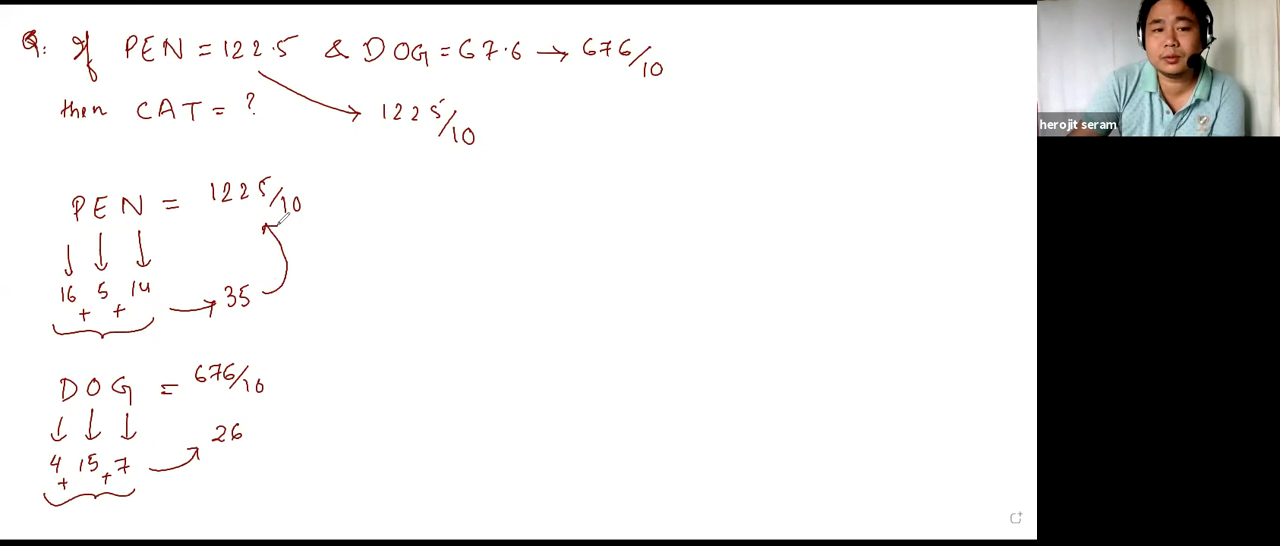 Q: If PEN = 122.5 & DOG = 67.6 → 676/10
then CAT = ? 1225/10
PEN = 1225/10
16 + 5 + 14 → 35
DOG = 676/10
4 + 15 + 7 → 26
herojit seram